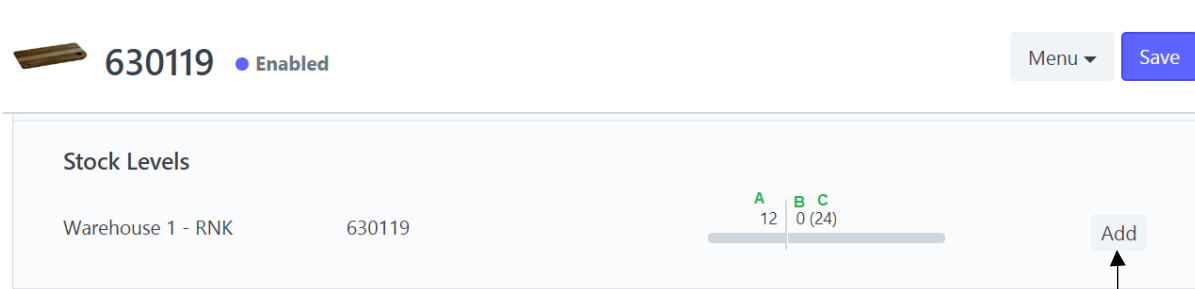 630119 Enabled Menu Save
Stock Levels
A B C
Warehouse 1 - RNK 630119 12 0 (24) Add